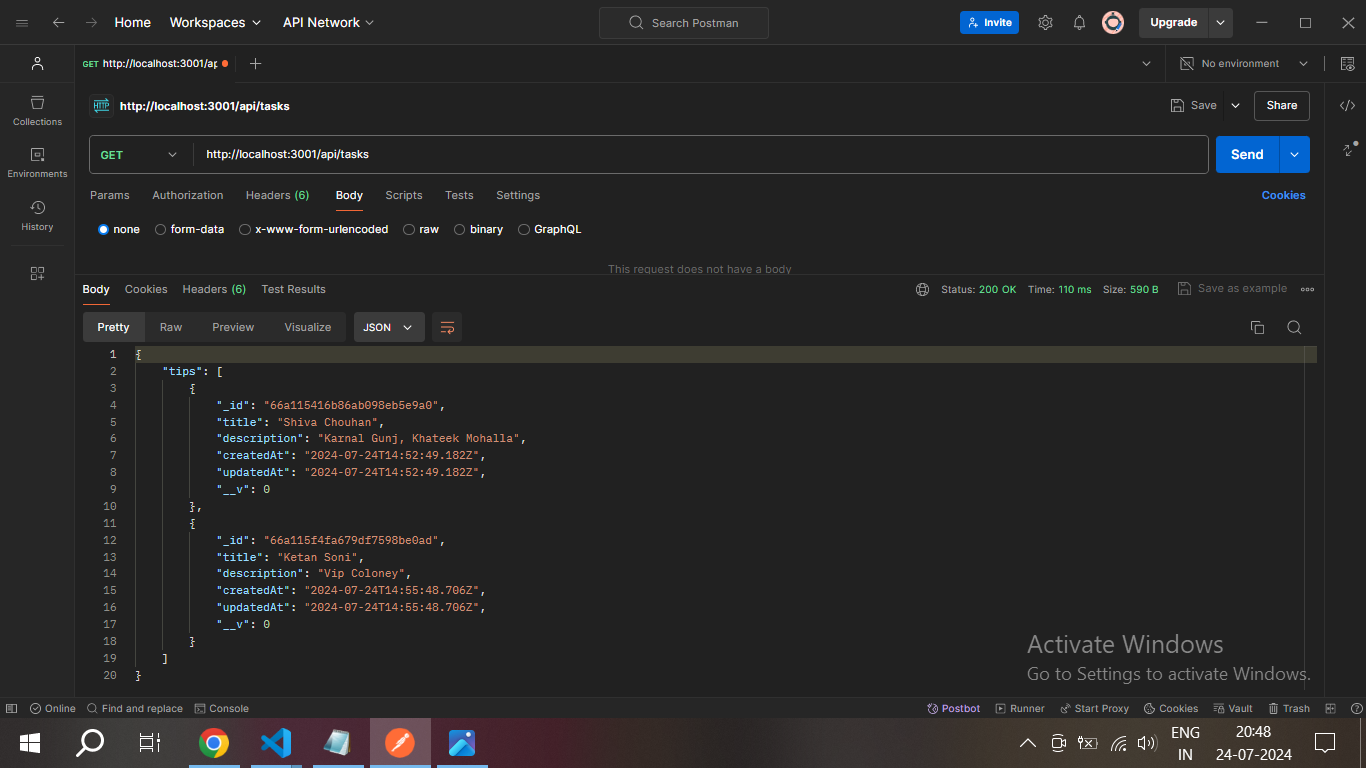 Home Workspaces API Network Search Postman Invite Upgrade
GET http://localhost:3001/ap No environment
HTTP http://localhost:3001/api/tasks Save Share
GET http://localhost:3001/api/tasks Send
Collections
Environments
History
Params Authorization Headers (6) Body Scripts Tests Settings Cookies
none form-data x-www-form-urlencoded raw binary GraphQL
This request does not have a body
Body Cookies Headers (6) Test Results Status: 200 OK Time: 110 ms Size: 590 B Save as example
Pretty Raw Preview Visualize JSON
1 {
2 "tips": [
3 {
4 "_id": "66a115416b86ab098eb5e9a0",
5 "title": "Shiva Chouhan",
6 "description": "Karnal Gunj, Khateek Mohalla",
7 "createdAt": "2024-07-24T14:52:49.182Z",
8 "updatedAt": "2024-07-24T14:52:49.182Z",
9 "__v": 0
10 },
11 {
12 "_id": "66a115f4fa679df7598be0ad",
13 "title": "Ketan Soni",
14 "description": "Vip Coloney",
15 "createdAt": "2024-07-24T14:55:48.706Z",
16 "updatedAt": "2024-07-24T14:55:48.706Z",
17 "__v": 0
18 }
19 ]
20 }
Activate Windows
Go to Settings to activate Windows.
Online Find and replace Console Postbot Runner Start Proxy Cookies Vault Trash
ENG 20:48
IN 24-07-2024